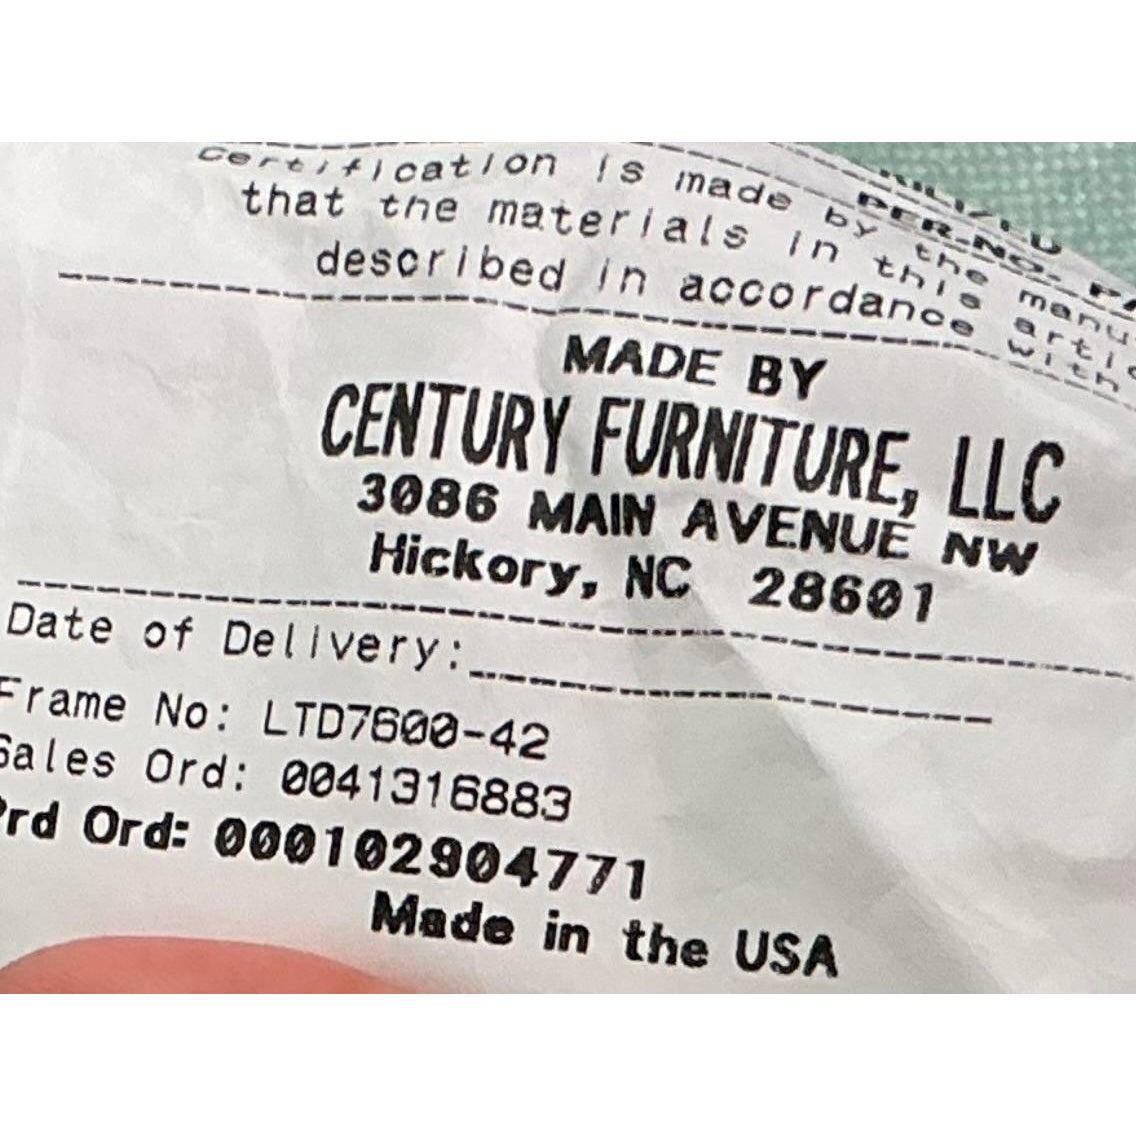 certification is made by the manu
that the materials in this artic
described in accordance with
MADE BY
CENTURY FURNITURE, LLC
3086 MAIN AVENUE NW
Hickory, NC 28601
Date of Delivery:
Frame No: LTD7600-42
Sales Ord: 0041316883
Prd Ord: 000102904771
Made in the USA